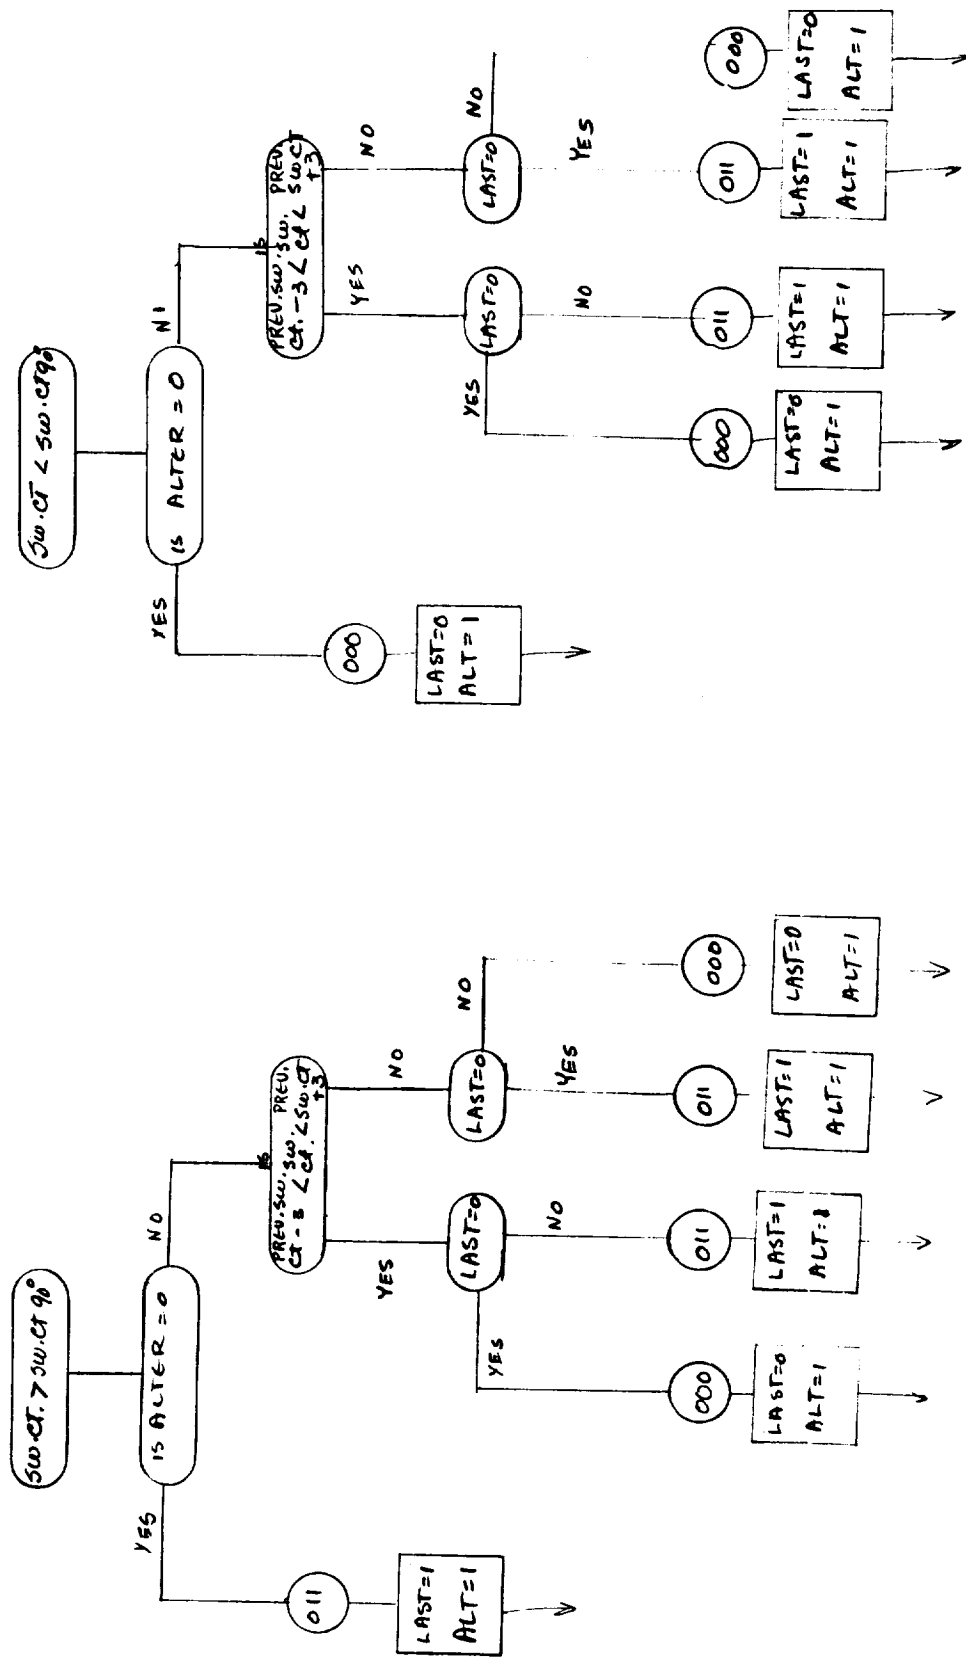 SW.CT. > SW.CT 90°
IS ALTER = 0
YES
NO
011
LAST=1
ALT=1
IS
PREV.SW. SW. PREV.
CT - 3 < CT. < SW.CT
+3
YES
NO
LAST=0
LAST=0
YES
NO
YES
NO
000
011
011
000
LAST=0
ALT=1
LAST=1
ALT=1
LAST=1
ALT=1
LAST=0
ALT=1
SW.CT < SW.CT 90°
IS ALTER = 0
YES
N1
000
LAST=0
ALT=1
IS
PREV.SW. SW. PREV.
CT. - 3 < CT < SW CT
+3
YES
NO
LAST=0
LAST=0
YES
NO
YES
NO
000
011
011
000
LAST=0
ALT=1
LAST=1
ALT=1
LAST=1
ALT=1
LAST=0
ALT=1